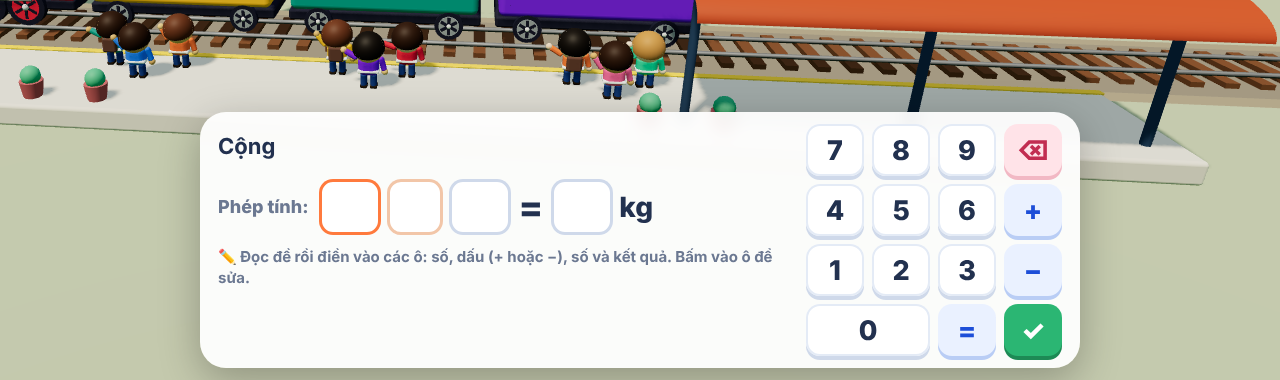 Cộng
Phép tính: = kg
✏️ Đọc đề rồi điền vào các ô: số, dấu (+ hoặc −), số và kết quả. Bấm vào ô để
sửa.
7 8 9
4 5 6 +
1 2 3 −
0 =